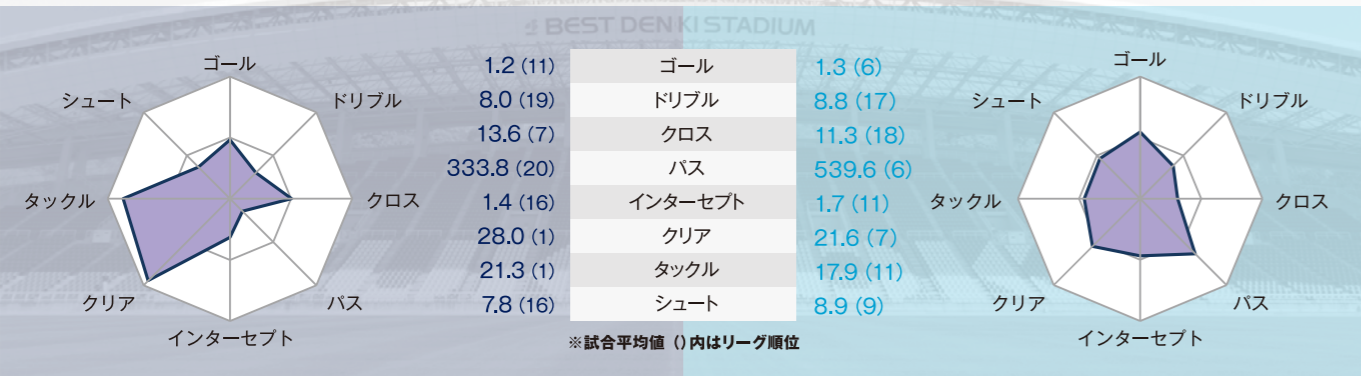 BEST DENKI STADIUM
ゴール
シュート
ドリブル
タックル
クロス
クリア
パス
インターセプト
1.2 (11) ゴール 1.3 (6)
8.0 (19) ドリブル 8.8 (17)
13.6 (7) クロス 11.3 (18)
333.8 (20) パス 539.6 (6)
1.4 (16) インターセプト 1.7 (11)
28.0 (1) クリア 21.6 (7)
21.3 (1) タックル 17.9 (11)
7.8 (16) シュート 8.9 (9)
※試合平均値（）内はリーグ順位
ゴール
シュート
ドリブル
タックル
クロス
クリア
パス
インターセプト